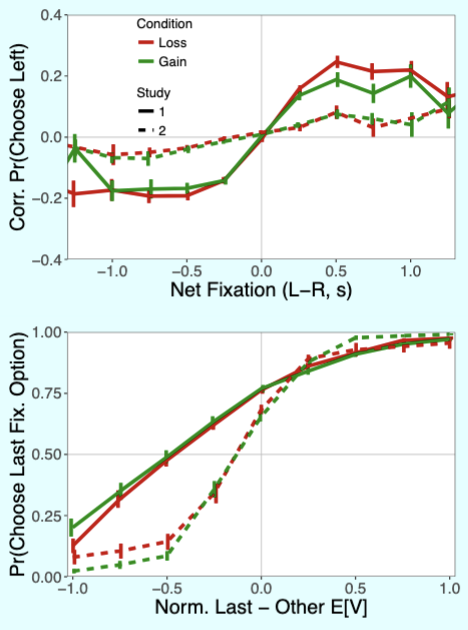 Condition
Loss
Gain
Study
1
2
0.4
0.2
0.0
−0.2
−0.4
Corr. Pr(Choose Left)
−1.0 −0.5 0.0 0.5 1.0
Net Fixation (L−R, s)
1.00
0.75
0.50
0.25
0.00
Pr(Choose Last Fix. Option)
−1.0 −0.5 0.0 0.5 1.0
Norm. Last − Other E[V]